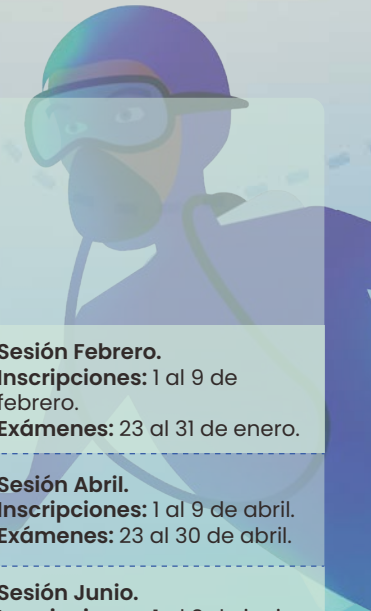 Sesión Febrero.
Inscripciones: 1 al 9 de
febrero.
Exámenes: 23 al 31 de enero.
Sesión Abril.
Inscripciones: 1 al 9 de abril.
Exámenes: 23 al 30 de abril.
Sesión Junio.